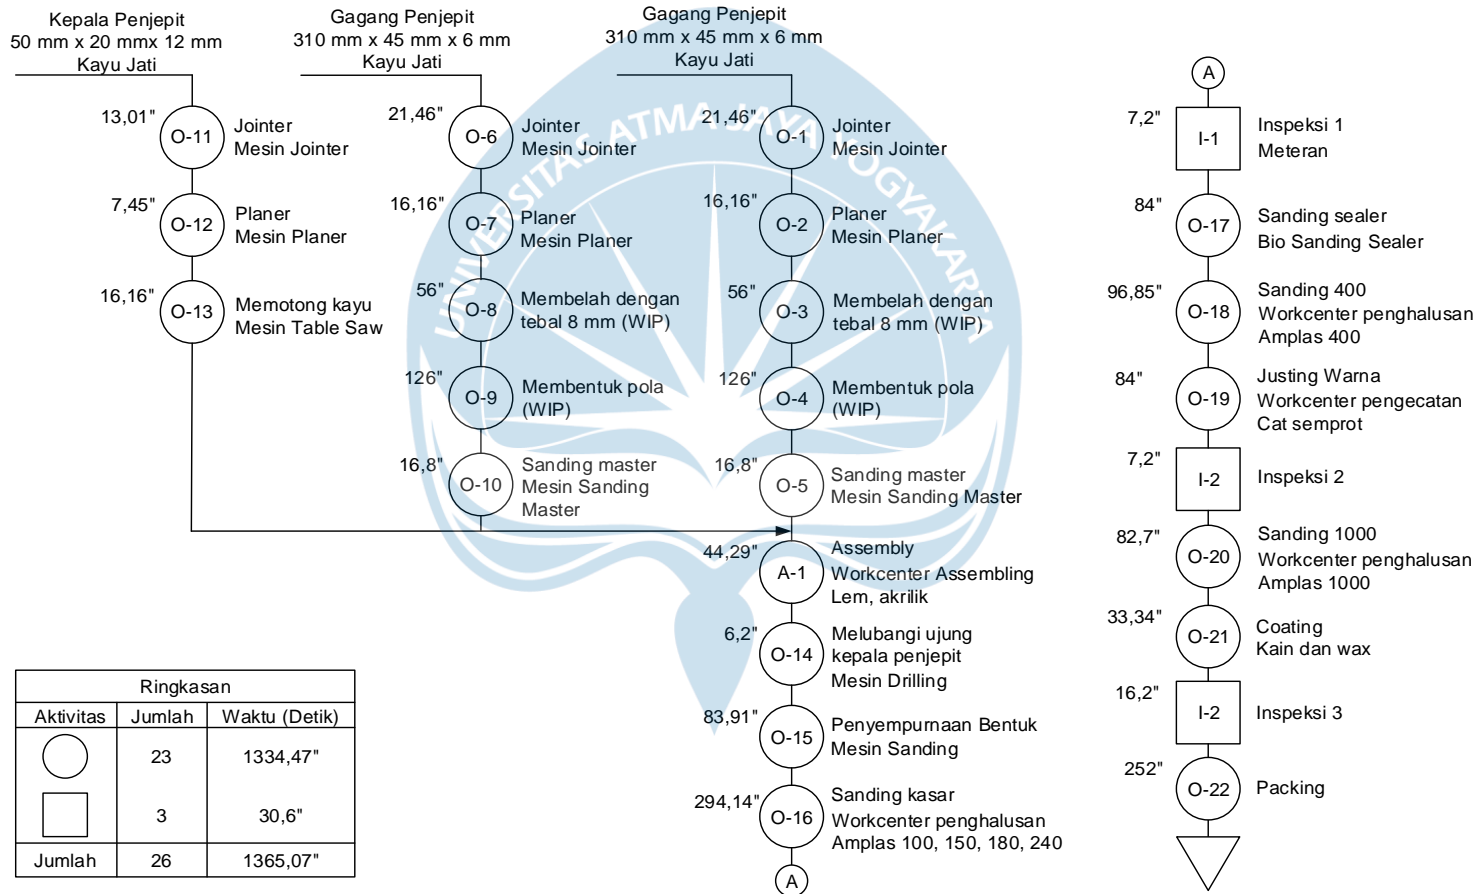 Kepala Penjepit
50 mm x 20 mmx 12 mm
Kayu Jati
13,01"
O-11
Jointer
Mesin Jointer
7,45"
O-12
Planer
Mesin Planer
16,16"
O-13
Memotong kayu
Mesin Table Saw
Gagang Penjepit
310 mm x 45 mm x 6 mm
Kayu Jati
21,46"
O-6
Jointer
Mesin Jointer
16,16"
O-7
Planer
Mesin Planer
56"
O-8
Membelah dengan
tebal 8 mm (WIP)
126"
O-9
Membentuk pola
(WIP)
16,8"
O-10
Sanding master
Mesin Sanding
Master
Gagang Penjepit
310 mm x 45 mm x 6 mm
Kayu Jati
21,46"
O-1
Jointer
Mesin Jointer
16,16"
O-2
Planer
Mesin Planer
56"
O-3
Membelah dengan
tebal 8 mm (WIP)
126"
O-4
Membentuk pola
(WIP)
16,8"
O-5
Sanding master
Mesin Sanding Master
44,29"
A-1
Assembly
Workcenter Assembling
Lem, akrilik
6,2"
O-14
Melubangi ujung
kepala penjepit
Mesin Drilling
83,91"
O-15
Penyempurnaan Bentuk
Mesin Sanding
294,14"
O-16
Sanding kasar
Workcenter penghalusan
Amplas 100, 150, 180, 240
A
A
7,2"
I-1
Inspeksi 1
Meteran
84"
O-17
Sanding sealer
Bio Sanding Sealer
96,85"
O-18
Sanding 400
Workcenter penghalusan
Amplas 400
84"
O-19
Justing Warna
Workcenter pengecatan
Cat semprot
7,2"
I-2
Inspeksi 2
82,7"
O-20
Sanding 1000
Workcenter penghalusan
Amplas 1000
33,34"
O-21
Coating
Kain dan wax
16,2"
I-2
Inspeksi 3
252"
O-22
Packing
Ringkasan
Aktivitas Jumlah Waktu (Detik)
23 1334,47"
3 30,6"
Jumlah 26 1365,07"
UNIVERSITAS ATMA JAYA YOGYAKARTA